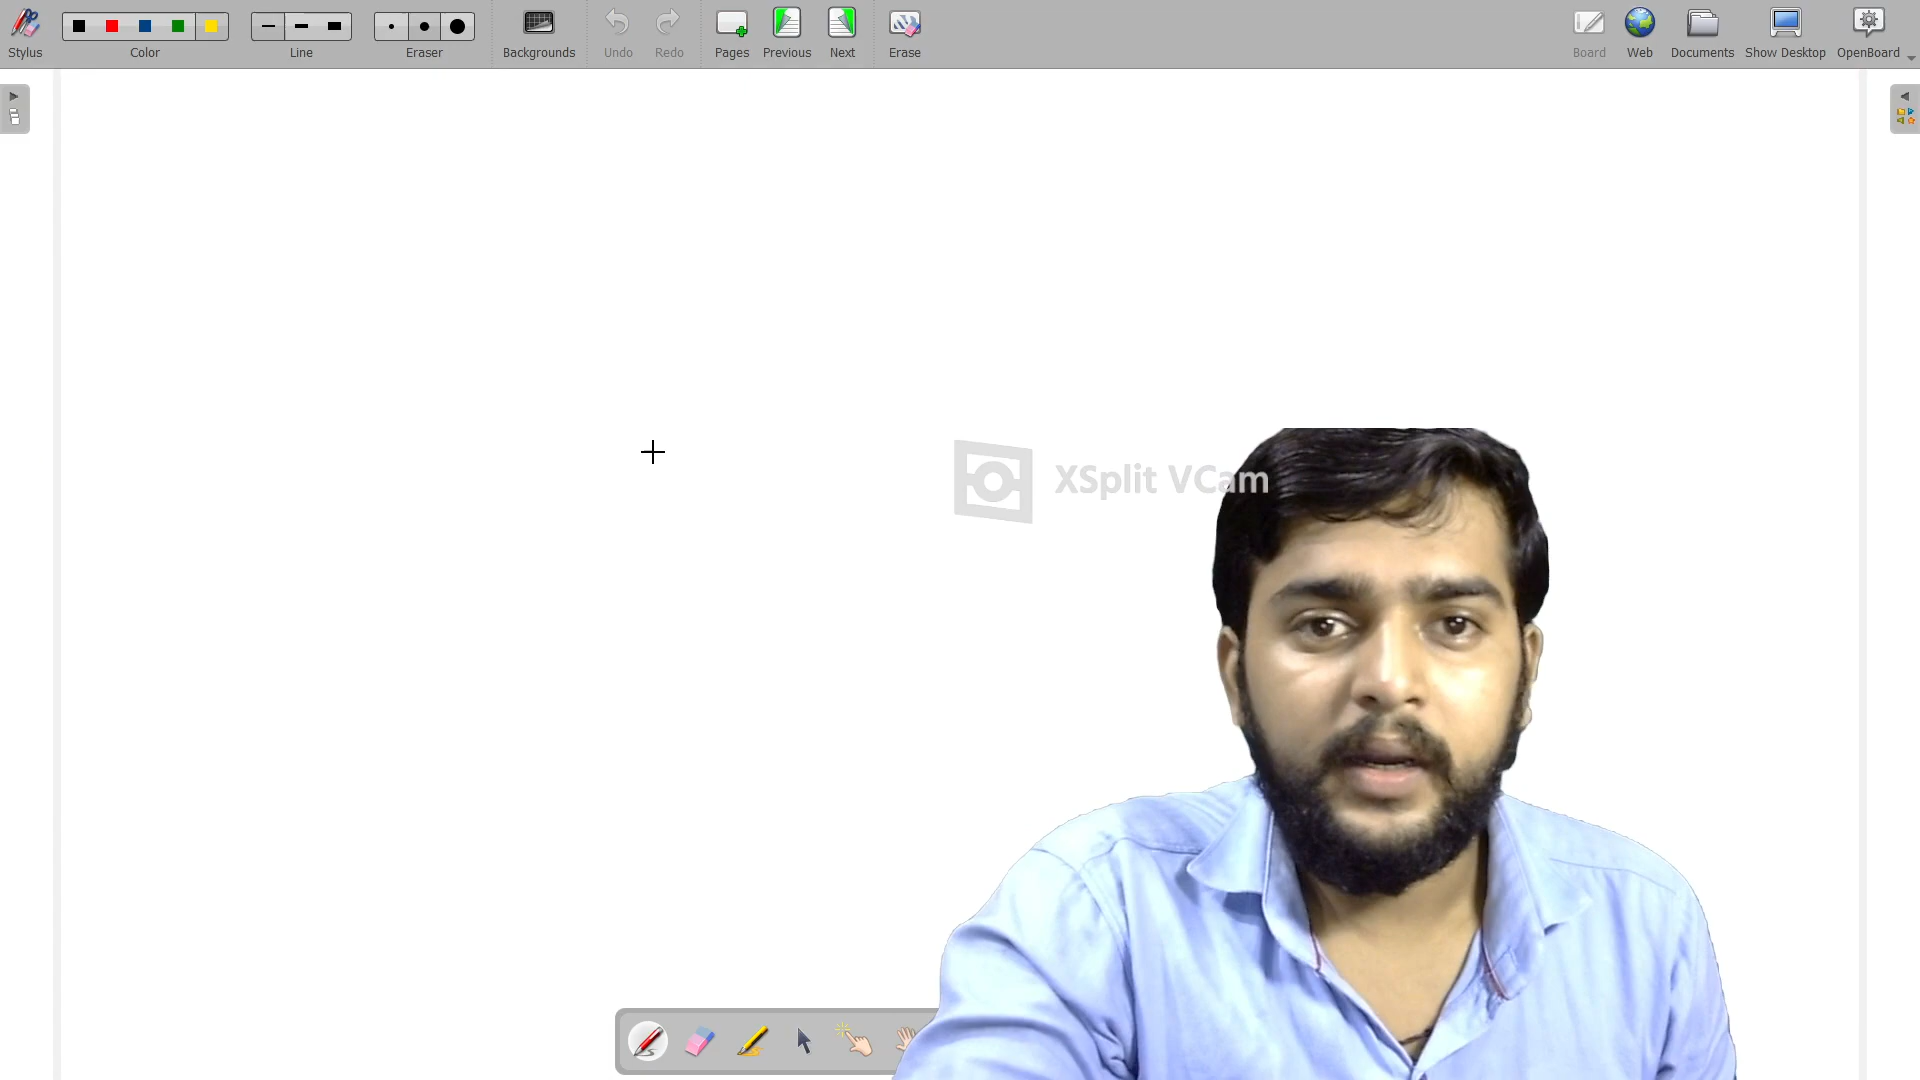 Stylus
Color
Line
Eraser
Backgrounds
Undo
Redo
Pages
Previous
Next
Erase
Board
Web
Documents
Show Desktop
OpenBoard
XSplit VCam